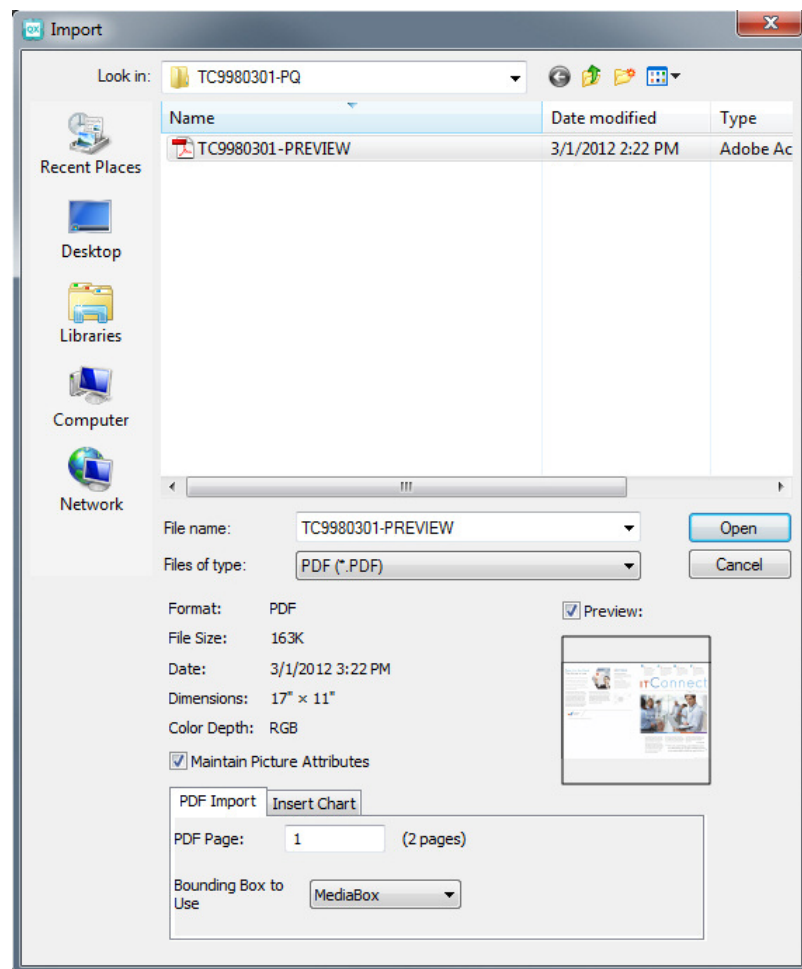 QX Import
Look in: TC9980301-PQ
Name Date modified Type
TC9980301-PREVIEW 3/1/2012 2:22 PM Adobe Ac
Recent Places
Desktop
Libraries
Computer
Network
File name: TC9980301-PREVIEW Open
Files of type: PDF (*.PDF) Cancel
Format: PDF Preview:
File Size: 163K
Date: 3/1/2012 3:22 PM
Dimensions: 17" × 11"
Color Depth: RGB
ITConnect
Maintain Picture Attributes
PDF Import Insert Chart
PDF Page: 1 (2 pages)
Bounding Box to
Use MediaBox